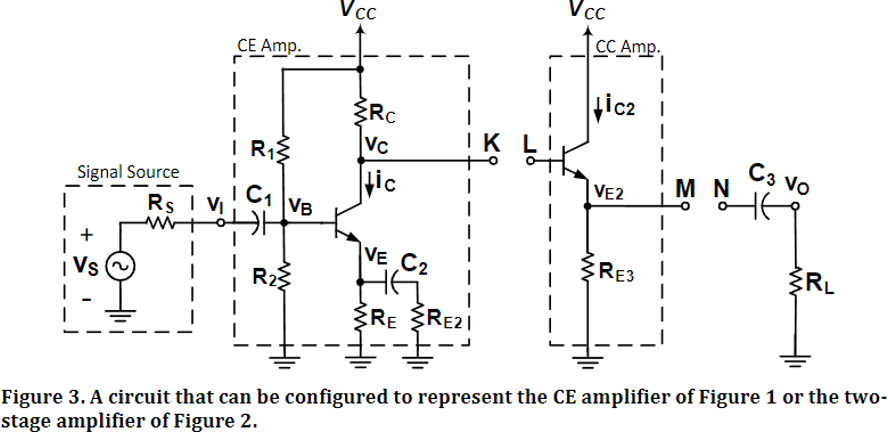 VCC VCC
CE Amp. CC Amp.
RC iC2
R1 VC K L
Signal Source iC C3 VO
RS VI C1 VB VE2 M N
+
VS VE C2
R2 RE3 RL
-
RE RE2
Figure 3. A circuit that can be configured to represent the CE amplifier of Figure 1 or the two-
stage amplifier of Figure 2.